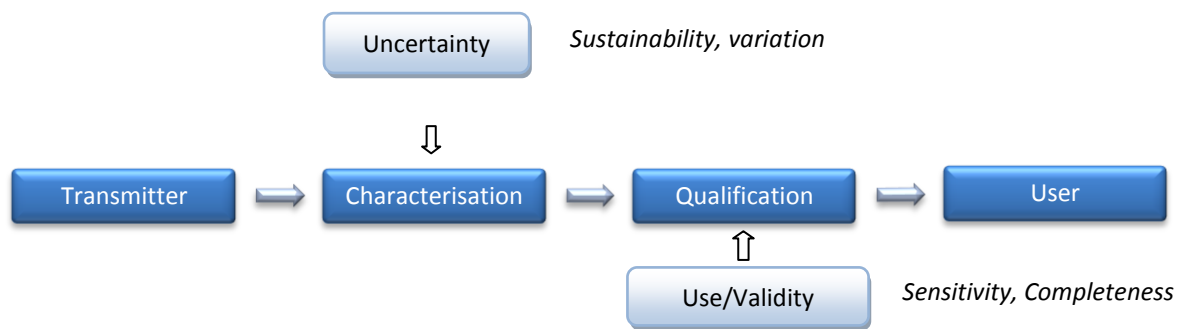 Uncertainty
Sustainability, variation
Transmitter
Characterisation
Qualification
User
Use/Validity
Sensitivity, Completeness